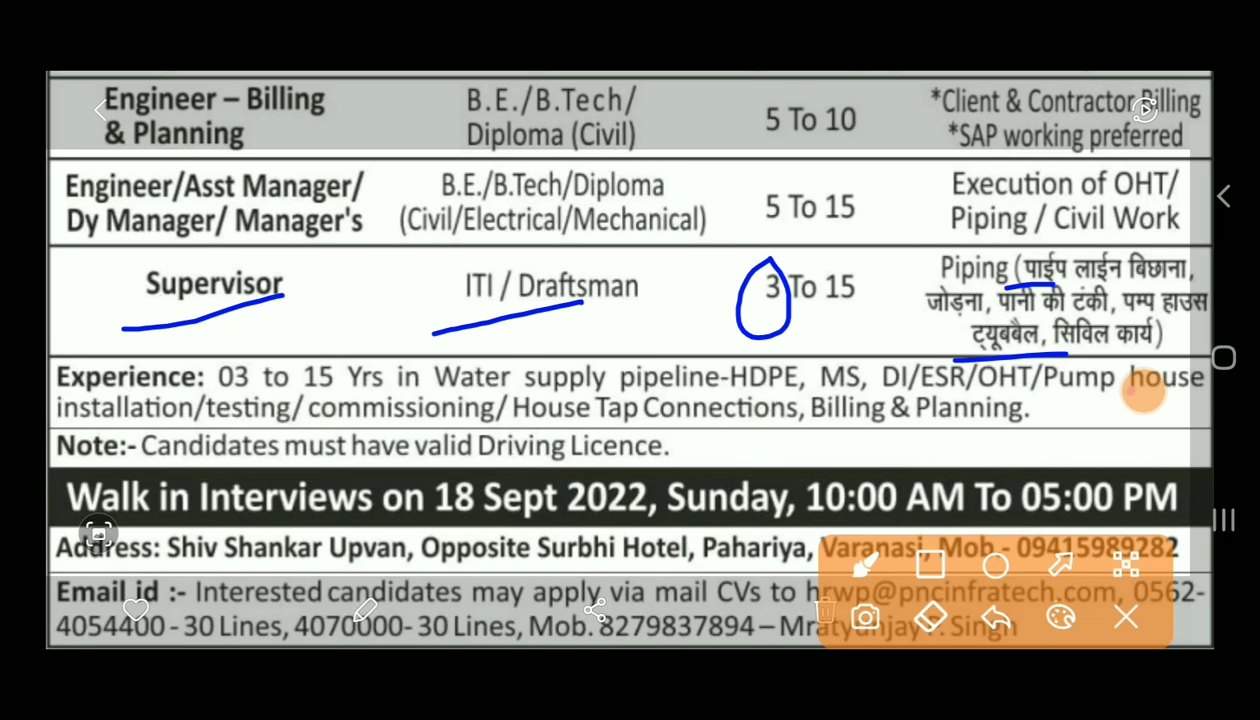 Engineer – Billing & Planning
B.E./B.Tech/ Diploma (Civil)
5 To 10
*Client & Contractor Billing
*SAP working preferred
Engineer/Asst Manager/
Dy Manager/ Manager's
B.E./B.Tech/Diploma
(Civil/Electrical/Mechanical)
5 To 15
Execution of OHT/
Piping / Civil Work
Supervisor
ITI / Draftsman
3 To 15
Piping (पाईप लाईन बिछाना,
जोड़ना, पानी की टंकी, पम्प हाउस
ट्यूबबैल, सिविल कार्य)
Experience: 03 to 15 Yrs in Water supply pipeline-HDPE, MS, DI/ESR/OHT/Pump house
installation/testing/ commissioning/ House Tap Connections, Billing & Planning.
Note:- Candidates must have valid Driving Licence.
Walk in Interviews on 18 Sept 2022, Sunday, 10:00 AM To 05:00 PM
Address: Shiv Shankar Upvan, Opposite Surbhi Hotel, Pahariya, Varanasi, Mob - 09415989282
Email id :- Interested candidates may apply via mail CVs to hrwp@pncinfratech.com, 0562-
4054400 - 30 Lines, 4070000- 30 Lines, Mob. 8279837894 – Mratyunjay P. Singh